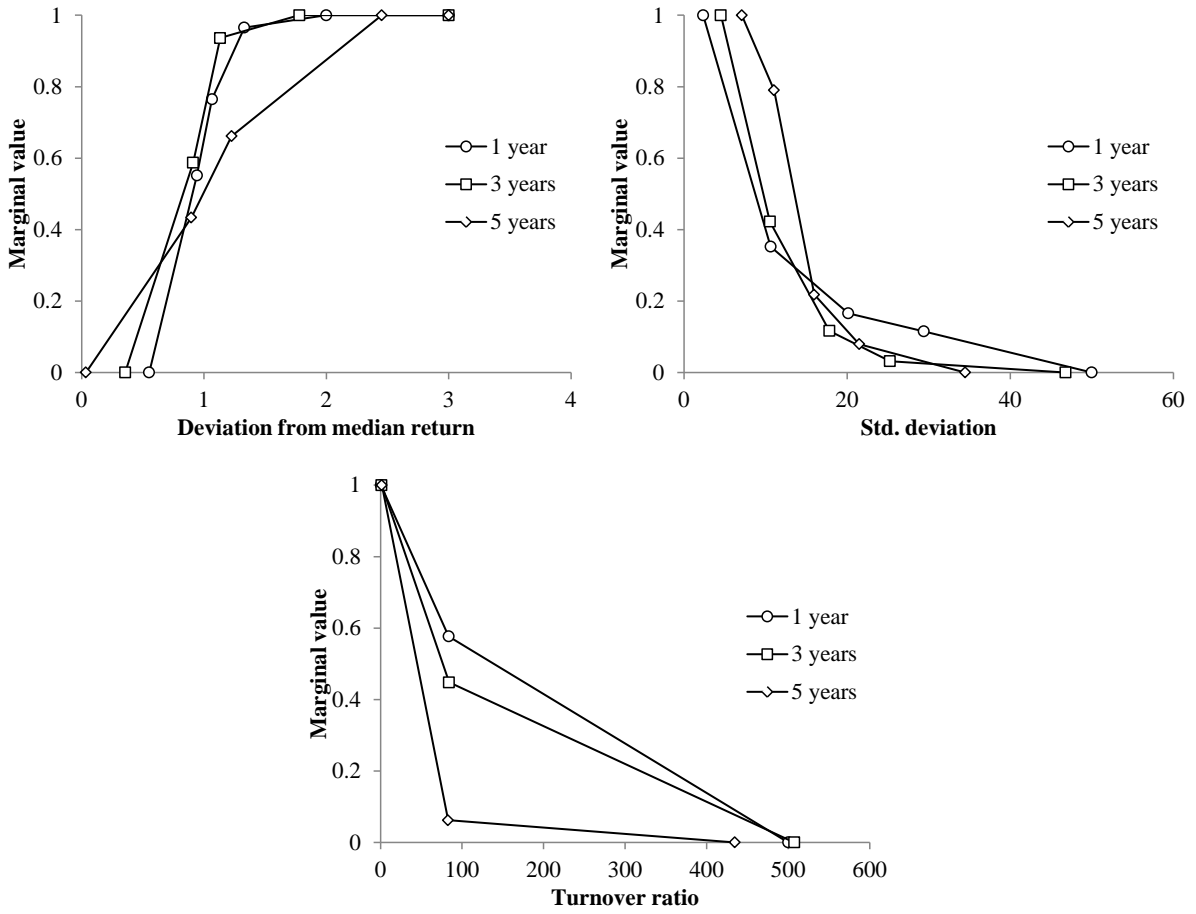 Marginal value
1
0.8
0.6
0.4
0.2
0
0 1 2 3 4
Deviation from median return
1 year
3 years
5 years
Marginal value
1
0.8
0.6
0.4
0.2
0
0 20 40 60
Std. deviation
1 year
3 years
5 years
Marginal value
1
0.8
0.6
0.4
0.2
0
0 100 200 300 400 500 600
Turnover ratio
1 year
3 years
5 years